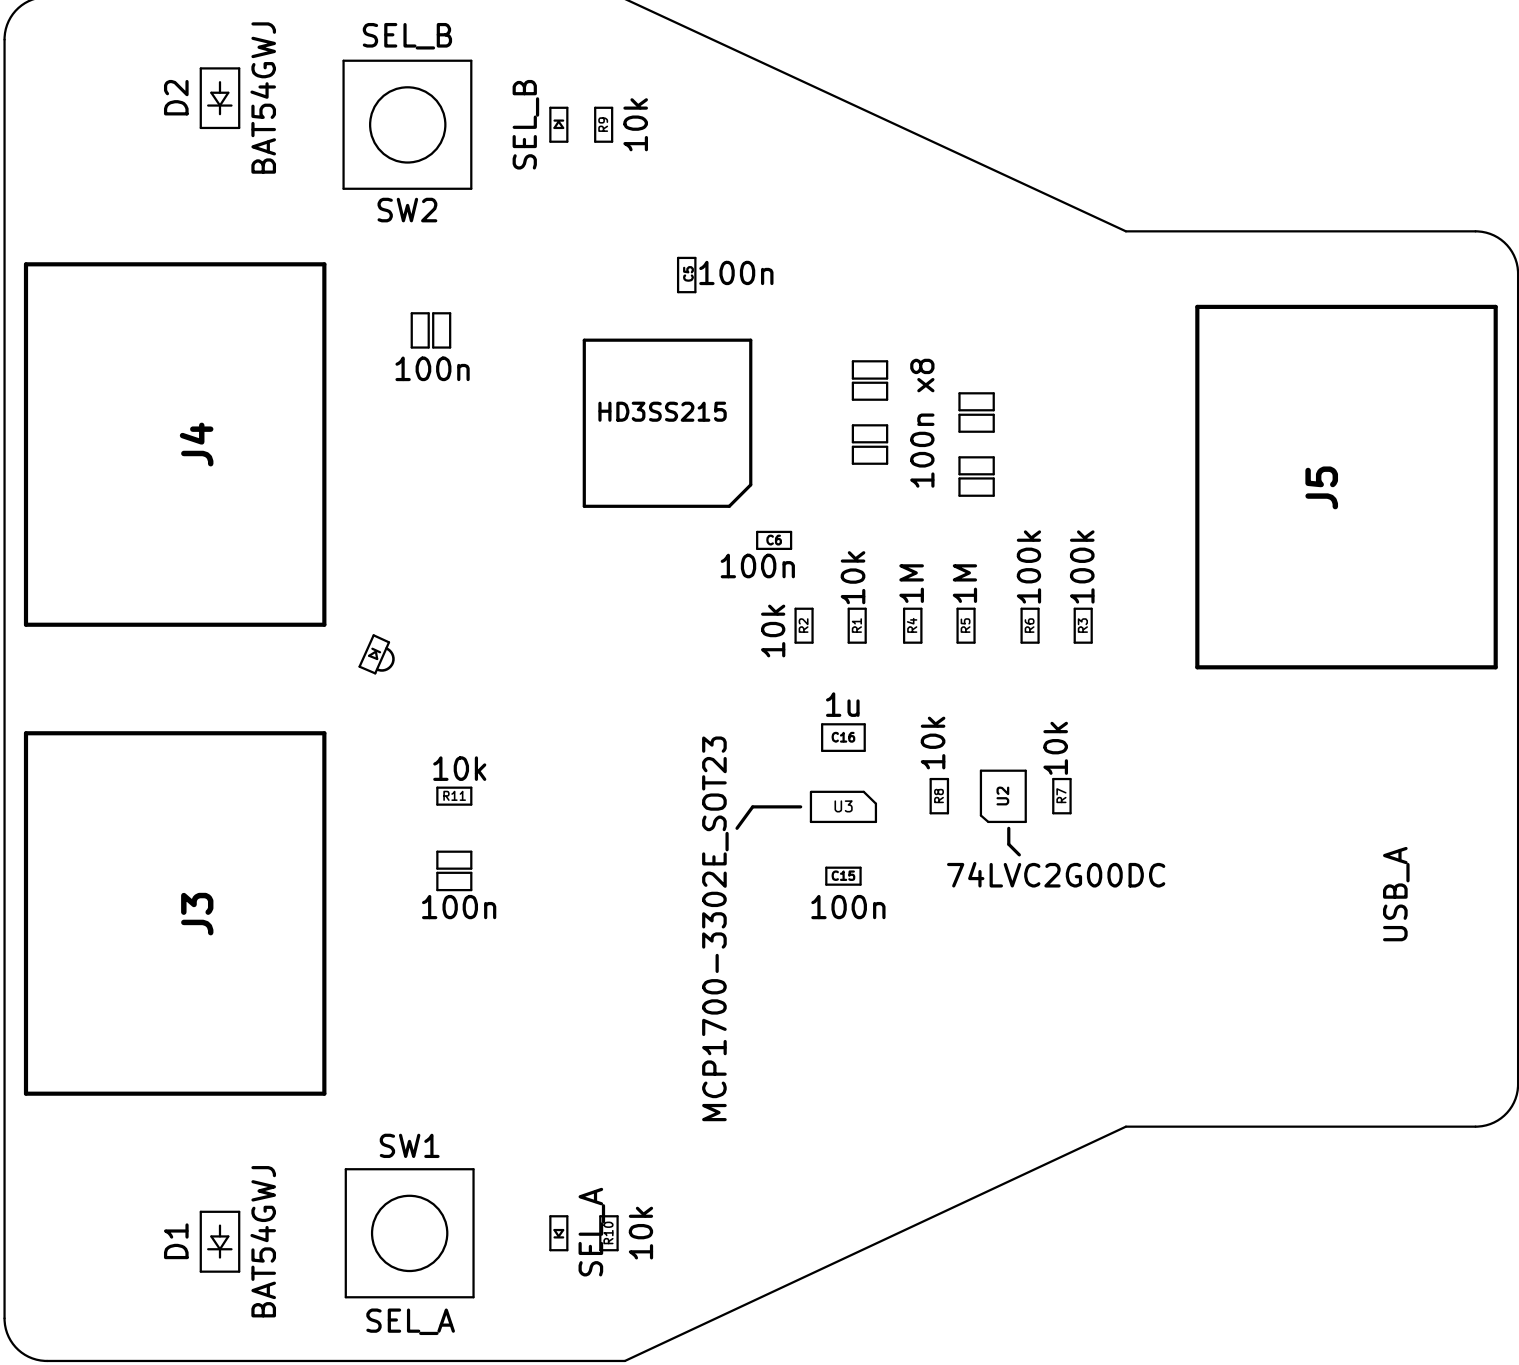 SEL_B
D2
BAT54GWJ
SW2
SEL_B
R9
10k
C5
100n
100n
J4
HD3SS215
100n x8
J5
C6
100n
10k
R2
10k
R1
1M
R4
1M
R5
100k
R6
100k
R3
1u
C16
10k
R11
100n
J3
MCP1700-3302E_SOT23
U3
C15
100n
10k
R8
U2
10k
R7
74LVC2G00DC
USB_A
SW1
D1
BAT54GWJ
SEL_A
SEL_A
R10
10k